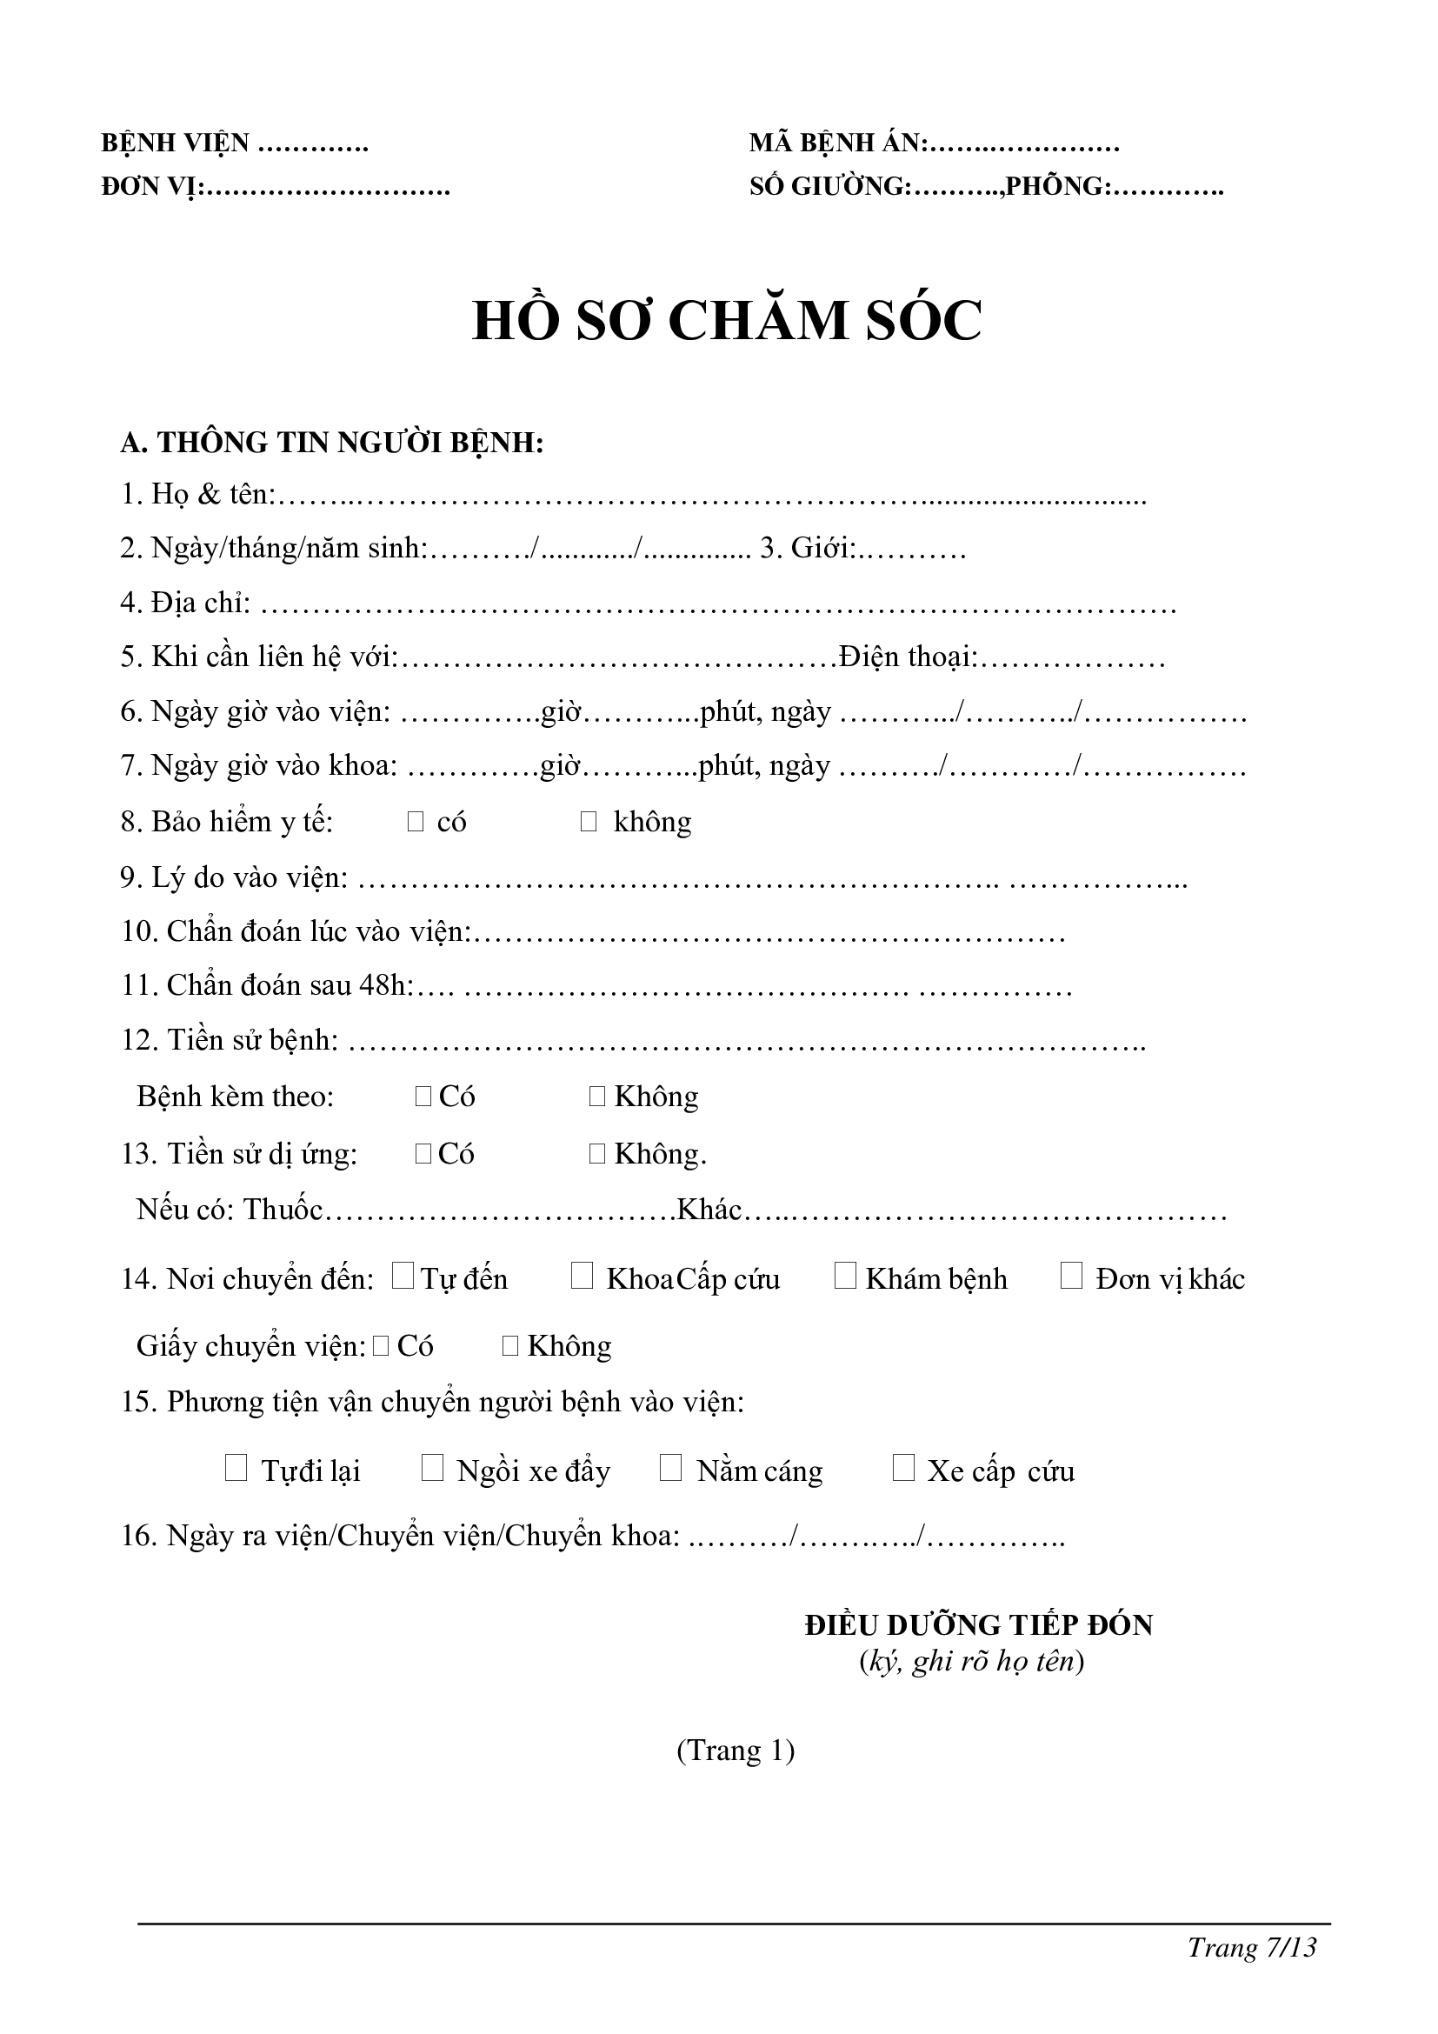 BỆNH VIỆN ………….
MÃ BỆNH ÁN:…….……………
ĐƠN VỊ:……………………….
SỐ GIƯỜNG:……….,PHÕNG:………….
HỒ SƠ CHĂM SÓC
A. THÔNG TIN NGƯỜI BỆNH:
1. Họ & tên:……..……………………………………………….............................
2. Ngày/tháng/năm sinh:………./............/.............. 3. Giới:.………
4. Địa chỉ: …………………………………………………………………………….
5. Khi cần liên hệ với:……………………………………Điện thoại:………………
6. Ngày giờ vào viện: …………..giờ………...phút, ngày ………../………../…………….
7. Ngày giờ vào khoa: ………….giờ………...phút, ngày ………./…………/…………….
8. Bảo hiểm y tế: □ có □ không
9. Lý do vào viện: …………………………………………………….. ……………...
10. Chẩn đoán lúc vào viện:…………………………………………………
11. Chẩn đoán sau 48h:…. ……………………………………. ……………
12. Tiền sử bệnh: …………………………………………………………………..
Bệnh kèm theo: □ Có □ Không
13. Tiền sử dị ứng: □ Có □ Không.
Nếu có: Thuốc…………………………….Khác…..……………………………………
14. Nơi chuyển đến: □ Tự đến □ Khoa Cấp cứu □ Khám bệnh □ Đơn vị khác
Giấy chuyển viện: □ Có □ Không
15. Phương tiện vận chuyển người bệnh vào viện:
□ Tự đi lại □ Ngồi xe đẩy □ Nằm cáng □ Xe cấp cứu
16. Ngày ra viện/Chuyển viện/Chuyển khoa: .………/…….…../………….
ĐIỀU DƯỠNG TIẾP ĐÓN
(ký, ghi rõ họ tên)
(Trang 1)
Trang 7/13